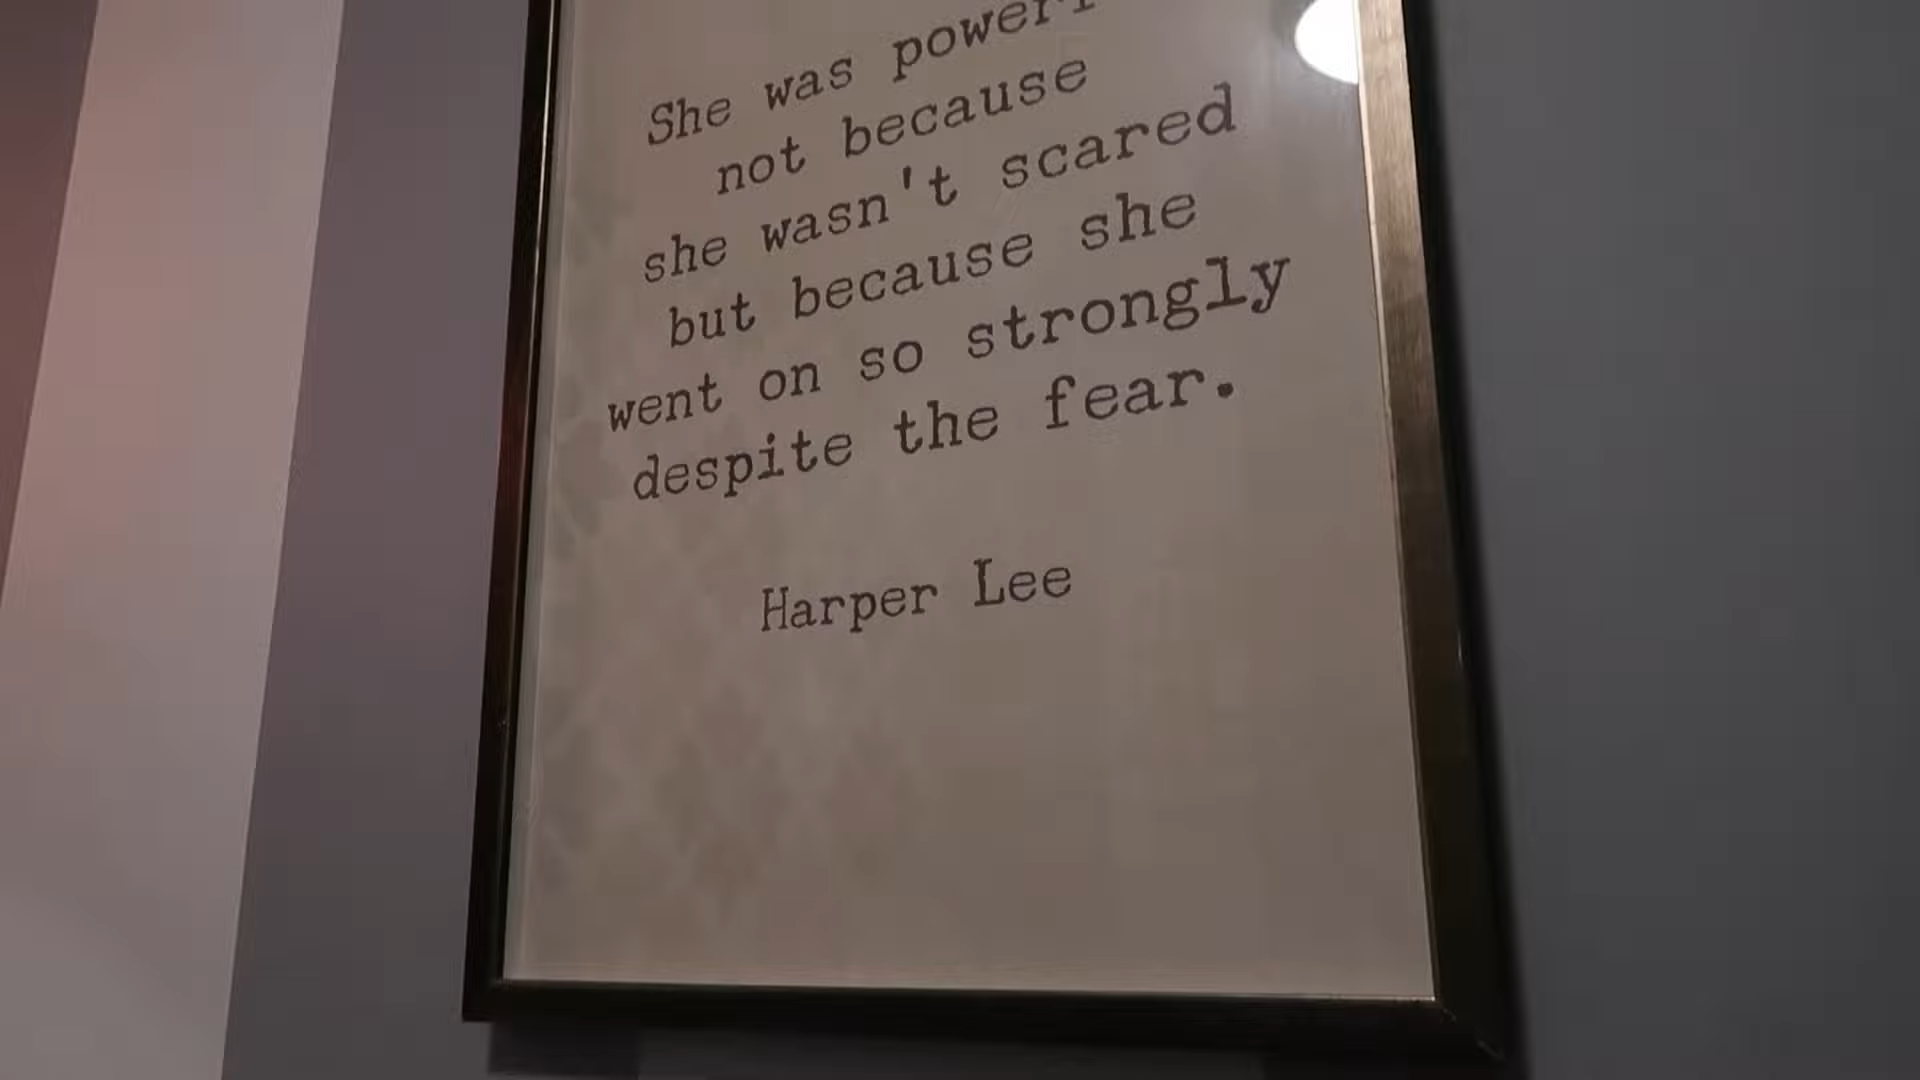 She was
not because
she wasn't scared
but because she
went on so strongly
despite the fear.
Harper Lee